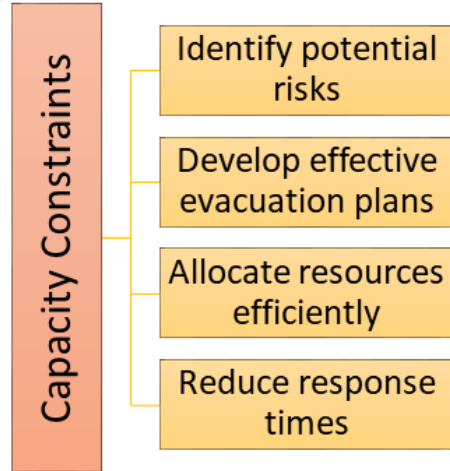 Capacity Constraints
Identify potential
risks
Develop effective
evacuation plans
Allocate resources
efficiently
Reduce response
times